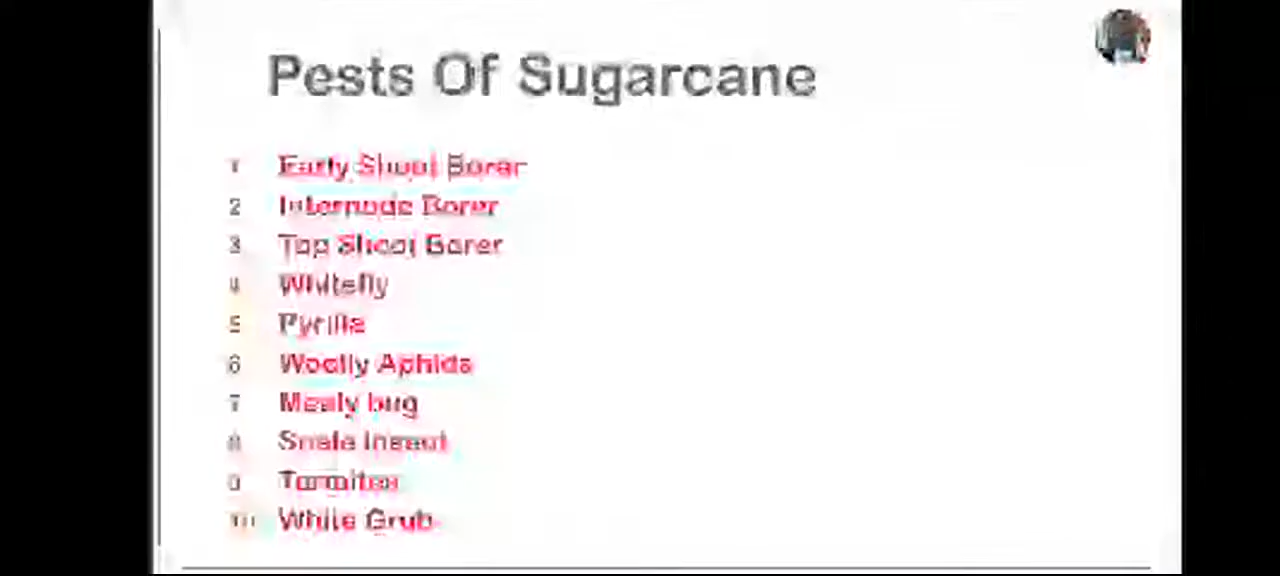 Pests Of Sugarcane
1 Early Shoot Borer
2 Internode Borer
3 Top Shoot Borer
4 Whitefly
5 Pyrilla
6 Woolly Aphids
7 Mealy bug
8 Scale Insect
9 Termites
10 White Grub